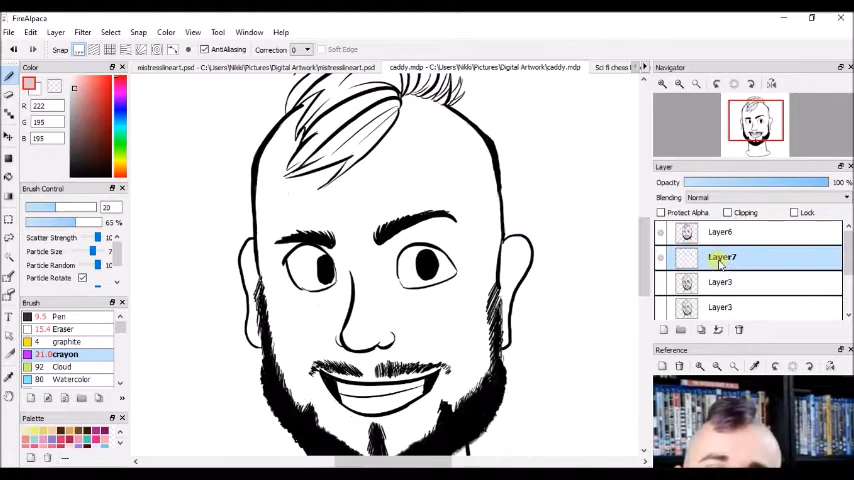 FireAlpaca
File Edit Layer Filter Select Snap Color View Tool Window Help
Snap AntiAliasing Correction 0 Soft Edge
Color
mistresslineart.psd - C:\Users\Nikki\Pictures\Digital Artwork\mistresslineart.psd
caddy.mdp - C:\Users\Nikki\Pictures\Digital Artwork\caddy.mdp
Sci fi chess
Navigator
R 222
G 195
B 195
Layer
Opacity 100 %
Blending Normal
Protect Alpha Clipping Lock
Layer6
Layer7
Layer3
Layer3
Brush Control
20
65 %
Scatter Strength 10
Particle Size 7
Particle Random 10
Particle Rotate
Brush
9.5 Pen
15.4 Eraser
4 graphite
21.0 crayon
92 Cloud
80 Watercolor
Palette
Reference